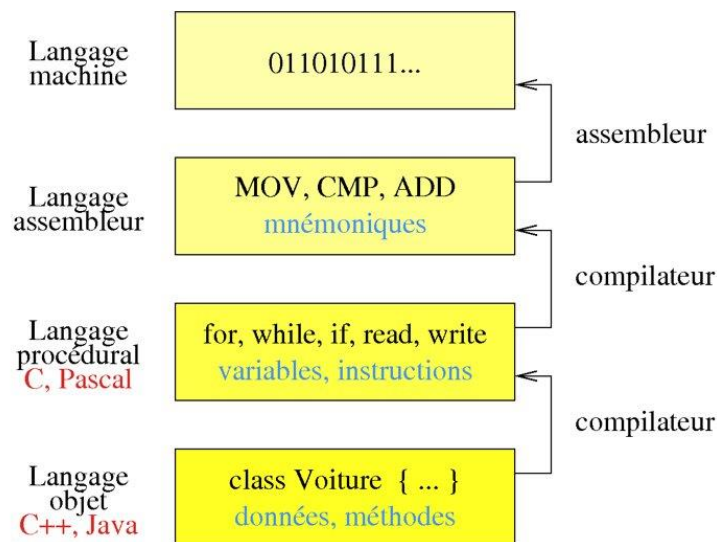 Langage
machine
011010111...
assembleur
Langage
assembleur
MOV, CMP, ADD
mnémoniques
compilateur
Langage
procédural
C, Pascal
for, while, if, read, write
variables, instructions
compilateur
Langage
objet
C++, Java
class Voiture { ... }
données, méthodes